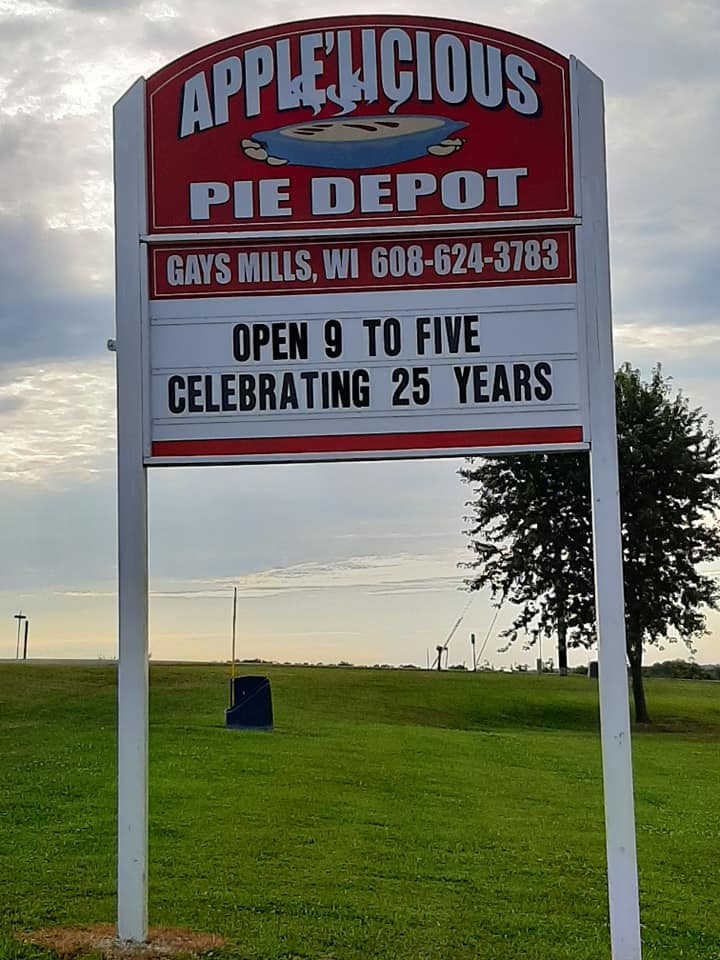 APPLE'LICIOUS
PIE DEPOT
GAYS MILLS, WI 608-624-3783
OPEN 9 TO FIVE
CELEBRATING 25 YEARS